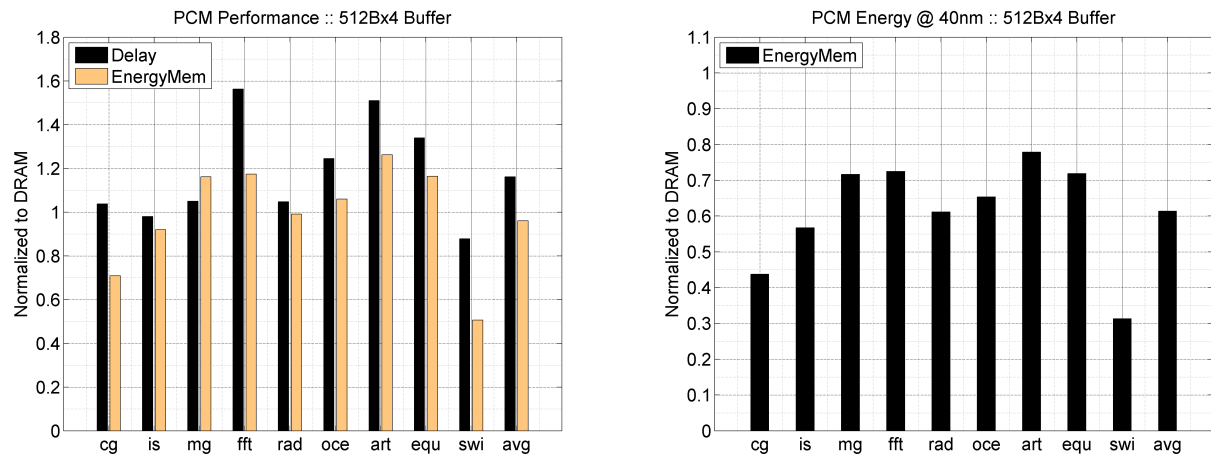 PCM Performance :: 512Bx4 Buffer
1.8
1.6
1.4
1.2
1
0.8
0.6
0.4
0.2
0
Normalized to DRAM
Delay
EnergyMem
cg is mg fft rad oce art equ swi avg
PCM Energy @ 40nm :: 512Bx4 Buffer
1.1
1
0.9
0.8
0.7
0.6
0.5
0.4
0.3
0.2
0.1
0
Normalized to DRAM
EnergyMem
cg is mg fft rad oce art equ swi avg